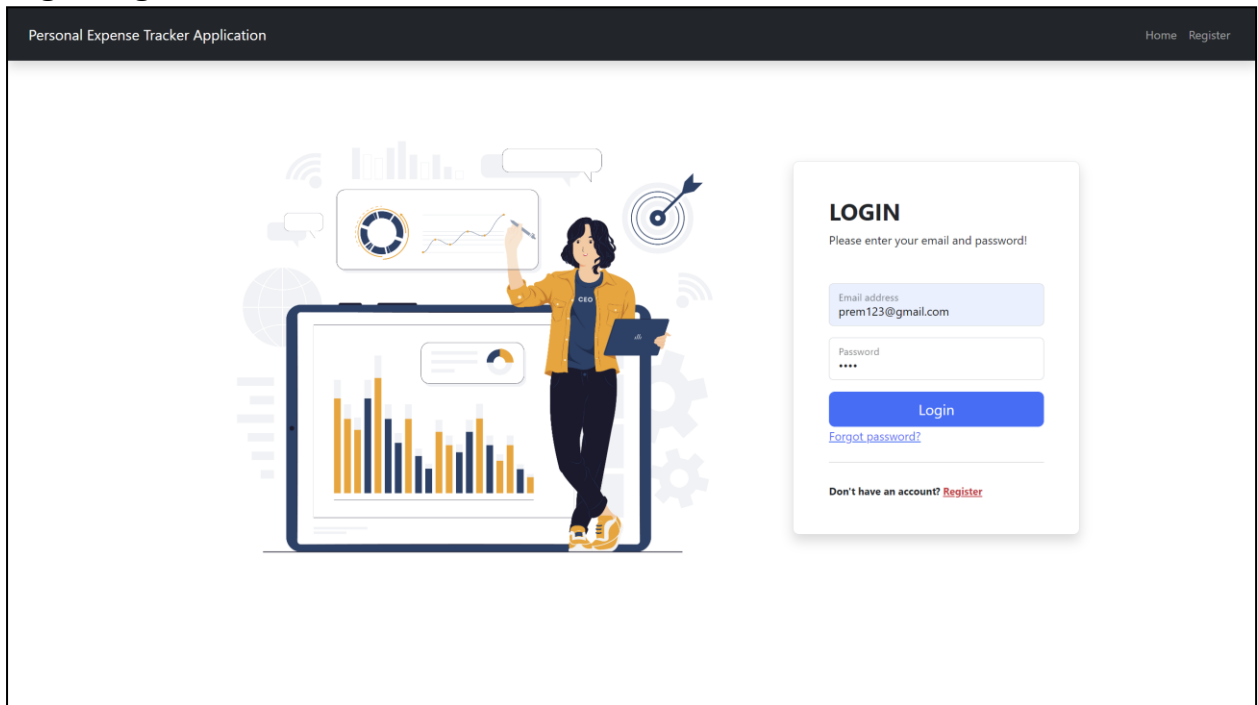 Personal Expense Tracker Application
Home Register
CEO
LOGIN
Please enter your email and password!
Email address
prem123@gmail.com
Password
••••
Login
Forgot password?
Don't have an account? Register